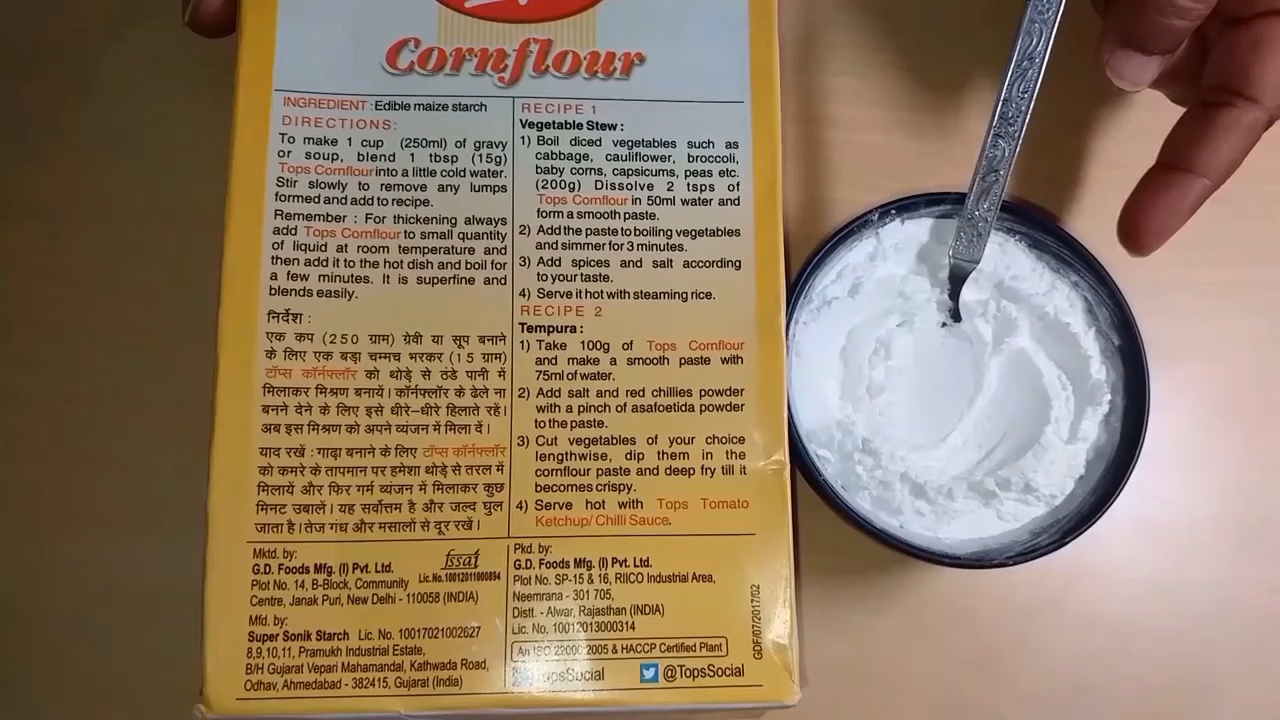 Cornflour
INGREDIENT : Edible maize starch
DIRECTIONS:
To make 1 cup (250ml) of gravy
or soup, blend 1 tbsp (15g)
Tops Cornflour into a little cold water.
Stir slowly to remove any lumps
formed and add to recipe.
Remember : For thickening always
add Tops Cornflour to small quantity
of liquid at room temperature and
then add it to the hot dish and boil for
a few minutes. It is superfine and
blends easily.
निर्देश :
एक कप (250 ग्राम) ग्रेवी या सूप बनाने
के लिए एक बड़ा चम्मच भरकर (15 ग्राम)
टॉप्स कॉर्नफ्लॉर को थोड़े से ठंडे पानी में
मिलाकर मिश्रण बनायें। कॉर्नफ्लॉर के ढेले ना
बनने देने के लिए इसे धीरे-धीरे हिलाते रहें।
अब इस मिश्रण को अपने व्यंजन में मिला दें।
याद रखें : गाढ़ा बनाने के लिए टॉप्स कॉर्नफ्लॉर
को कमरे के तापमान पर हमेशा थोड़े से तरल में
मिलायें और फिर गर्म व्यंजन में मिलाकर कुछ
मिनट उबालें। यह सर्वोत्तम है और जल्द घुल
जाता है। तेज गंध और मसालों से दूर रखें।
RECIPE 1
Vegetable Stew :
1) Boil diced vegetables such as
cabbage, cauliflower, broccoli,
baby corns, capsicums, peas etc.
(200g) Dissolve 2 tsps of
Tops Cornflour in 50ml water and
form a smooth paste.
2) Add the paste to boiling vegetables
and simmer for 3 minutes.
3) Add spices and salt according
to your taste.
4) Serve it hot with steaming rice.
RECIPE 2
Tempura :
1) Take 100g of Tops Cornflour
and make a smooth paste with
75ml of water.
2) Add salt and red chillies powder
with a pinch of asafoetida powder
to the paste.
3) Cut vegetables of your choice
lengthwise, dip them in the
cornflour paste and deep fry till it
becomes crispy.
4) Serve hot with Tops Tomato
Ketchup/ Chilli Sauce.
Mktd. by:
G.D. Foods Mfg. (I) Pvt. Ltd.
Plot No. 14, B-Block, Community
Centre, Janak Puri, New Delhi - 110058 (INDIA)
fssai
Lic.No.10012011000894
Mfd. by:
Super Sonik Starch Lic. No. 10017021002627
8,9,10,11, Pramukh Industrial Estate,
B/H Gujarat Vepari Mahamandal, Kathwada Road,
Odhav, Ahmedabad - 382415, Gujarat (India)
Pkd. by:
G.D. Foods Mfg. (I) Pvt. Ltd.
Plot No. SP-15 & 16, RIICO Industrial Area,
Neemrana - 301 705,
Distt. - Alwar, Rajasthan (INDIA)
Lic. No. 10012013000314
An ISO 22000:2005 & HACCP Certified Plant
TopsSocial
@TopsSocial
GDF/07/2017/02